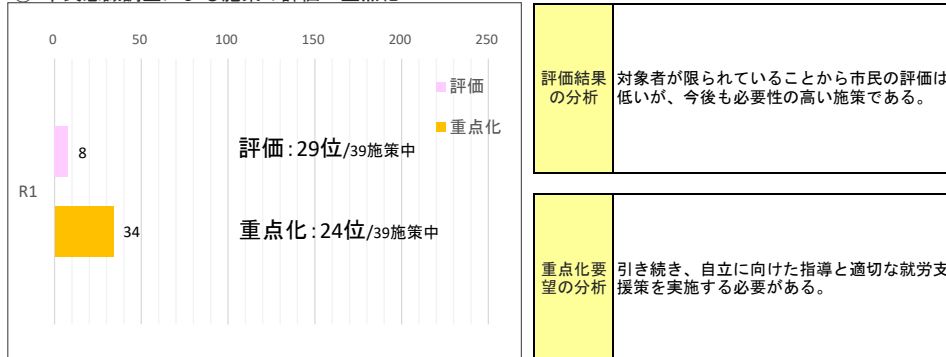 0 50 100 150 200 250
評価
重点化
8
評価:29位/39施策中
R1
34
重点化:24位/39施策中
評価結果
の分析
対象者が限られていることから市民の評価は
低いが、今後も必要性の高い施策である。
重点化要
望の分析
引き続き、自立に向けた指導と適切な就労支
援策を実施する必要がある。